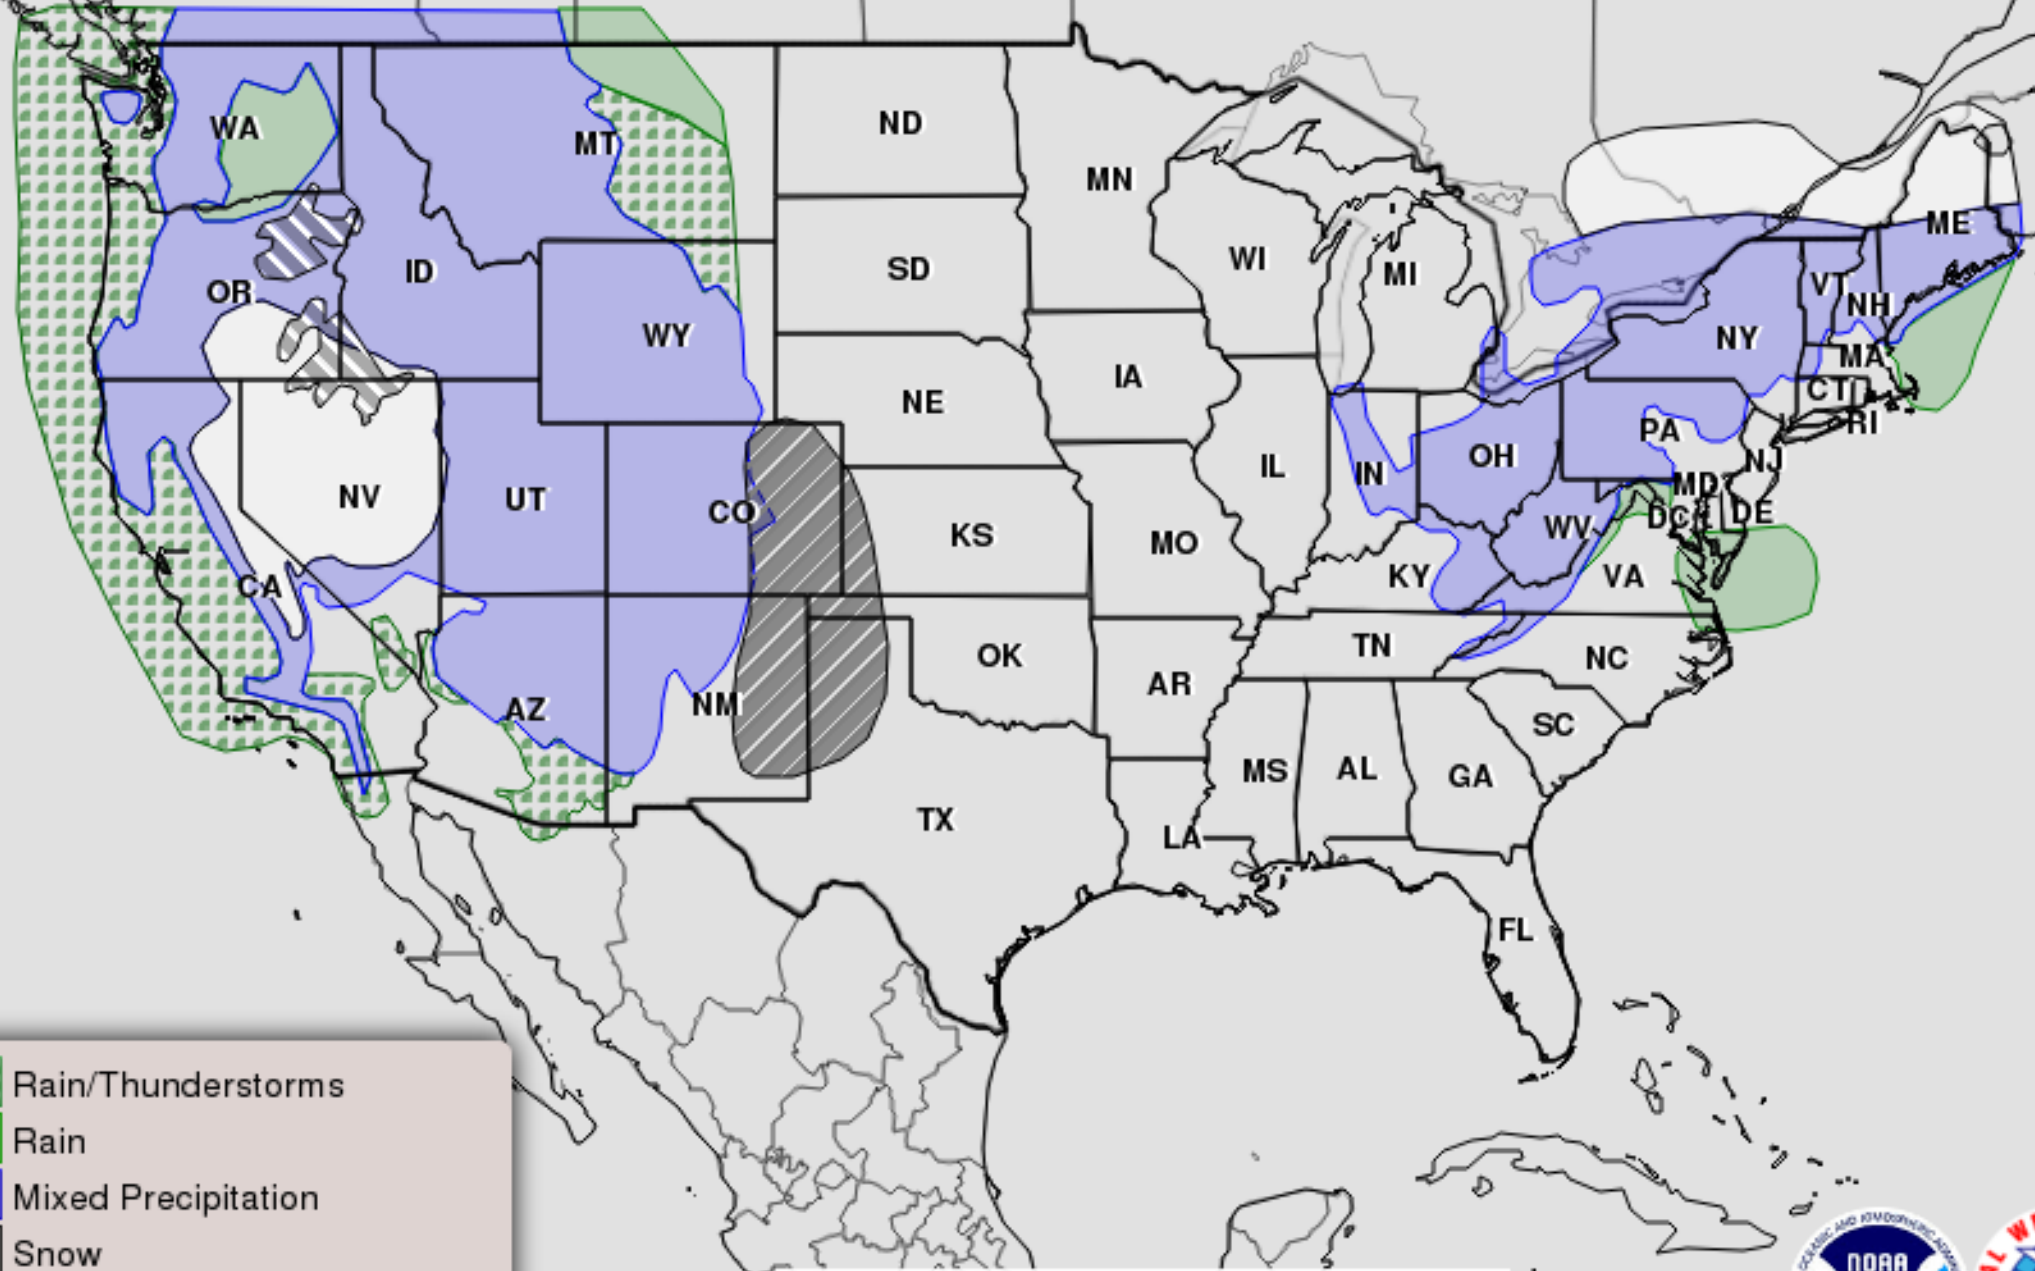 WA
MT
ND
MN
ME
OR
ID
SD
WI
MI
VT
NH
WY
NY
MA
IA
NE
CT
RI
PA
NV
UT
CO
KS
IL
IN
OH
NJ
MD
DE
DC
MO
WV
CA
KY
VA
AZ
NM
OK
AR
TN
NC
SC
MS
AL
GA
TX
LA
FL
Rain/Thunderstorms
Rain
Mixed Precipitation
Snow
NOAA